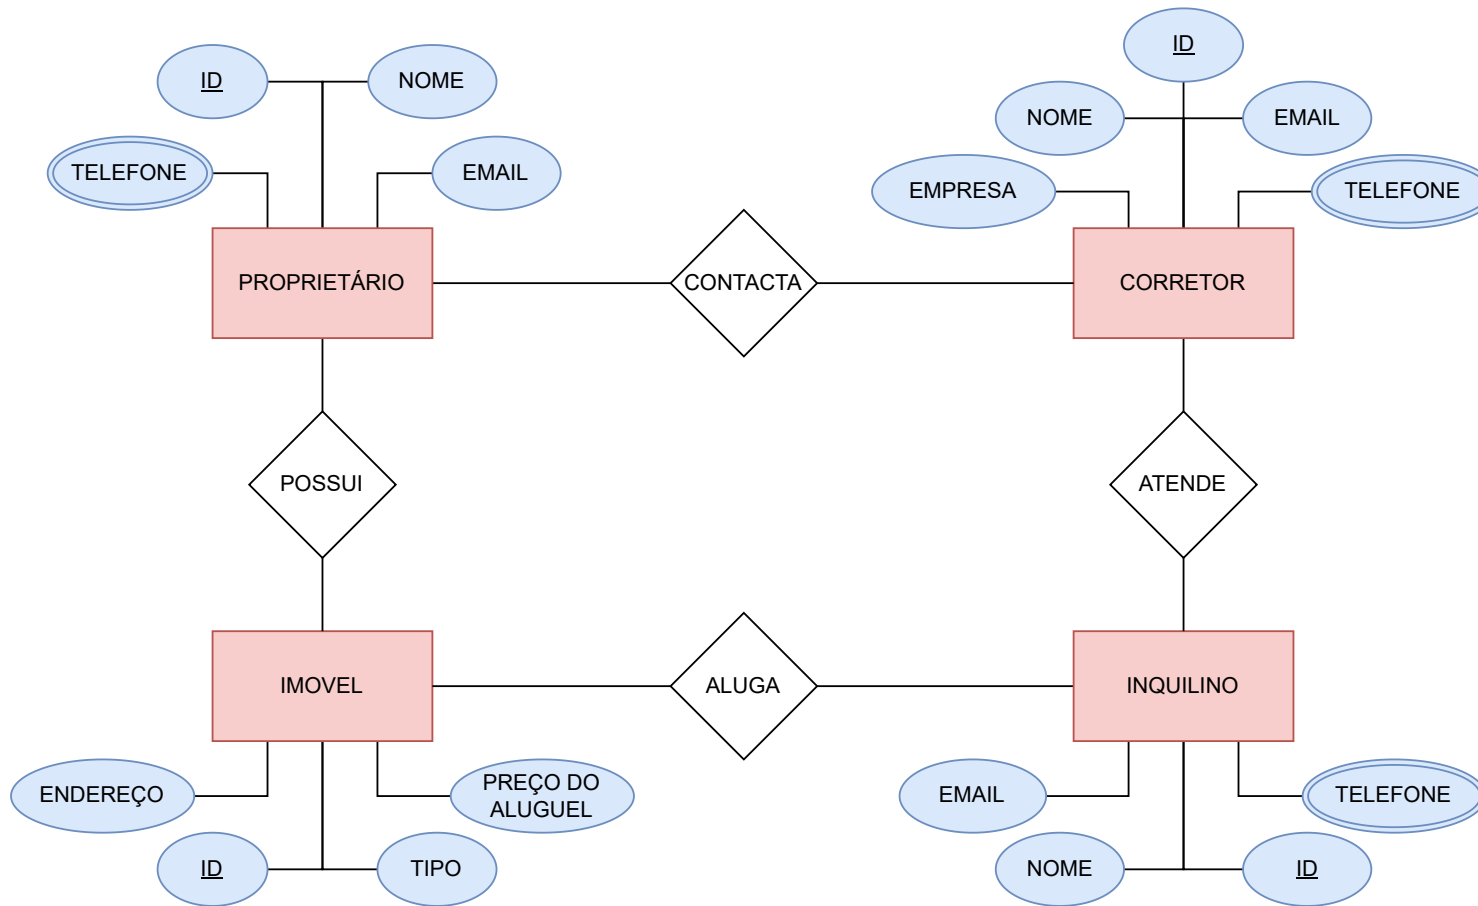 ID
ID
NOME
NOME
EMAIL
TELEFONE
EMAIL
EMPRESA
TELEFONE
PROPRIETÁRIO
CONTACTA
CORRETOR
POSSUI
ATENDE
IMOVEL
ALUGA
INQUILINO
ENDEREÇO
PREÇO DO
ALUGUEL
EMAIL
TELEFONE
ID
TIPO
NOME
ID